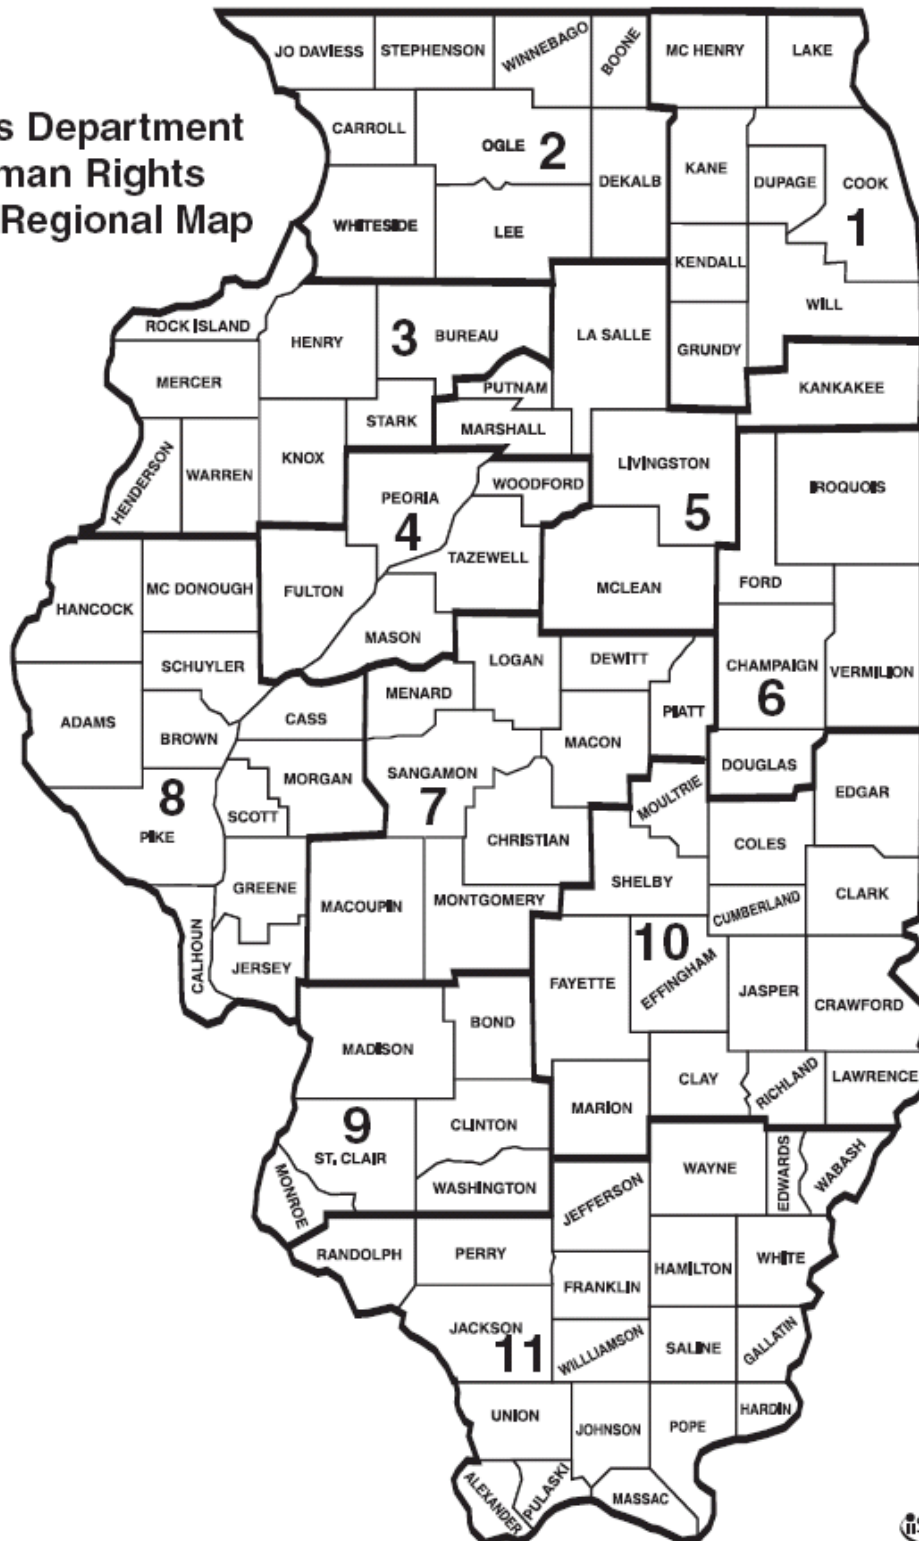 s Department
man Rights
Regional Map
JO DAVIESS
STEPHENSON
WINNEBAGO
BOONE
MC HENRY
LAKE
CARROLL
OGLE
2
DEKALB
KANE
DUPAGE
COOK
1
WHITESIDE
LEE
KENDALL
WILL
ROCK ISLAND
HENRY
3
BUREAU
LA SALLE
GRUNDY
MERCER
PUTNAM
KANKAKEE
STARK
MARSHALL
HENDERSON
WARREN
KNOX
LIVINGSTON
PEORIA
4
WOODFORD
5
IROQUOIS
TAZEWELL
HANCOCK
MC DONOUGH
FULTON
MCLEAN
FORD
MASON
SCHUYLER
LOGAN
DEWITT
CHAMPAIGN
6
VERMILION
ADAMS
BROWN
CASS
MENARD
PIATT
MACON
SANGAMON
7
DOUGLAS
8
PIKE
SCOTT
MORGAN
MOULTRIE
EDGAR
CHRISTIAN
COLES
GREENE
MACOUPIN
MONTGOMERY
SHELBY
CUMBERLAND
CLARK
CALHOUN
JERSEY
10
FAYETTE
EFFINGHAM
JASPER
CRAWFORD
BOND
MADISON
CLAY
RICHLAND
LAWRENCE
9
ST. CLAIR
CLINTON
MARION
MONROE
WASHINGTON
JEFFERSON
WAYNE
EDWARDS
WABASH
RANDOLPH
PERRY
HAMILTON
WHITE
FRANKLIN
JACKSON
11
WILLLIAMSON
SALINE
GALLATIN
UNION
JOHNSON
POPE
HARDIN
ALEXANDER
PULASKI
MASSAC